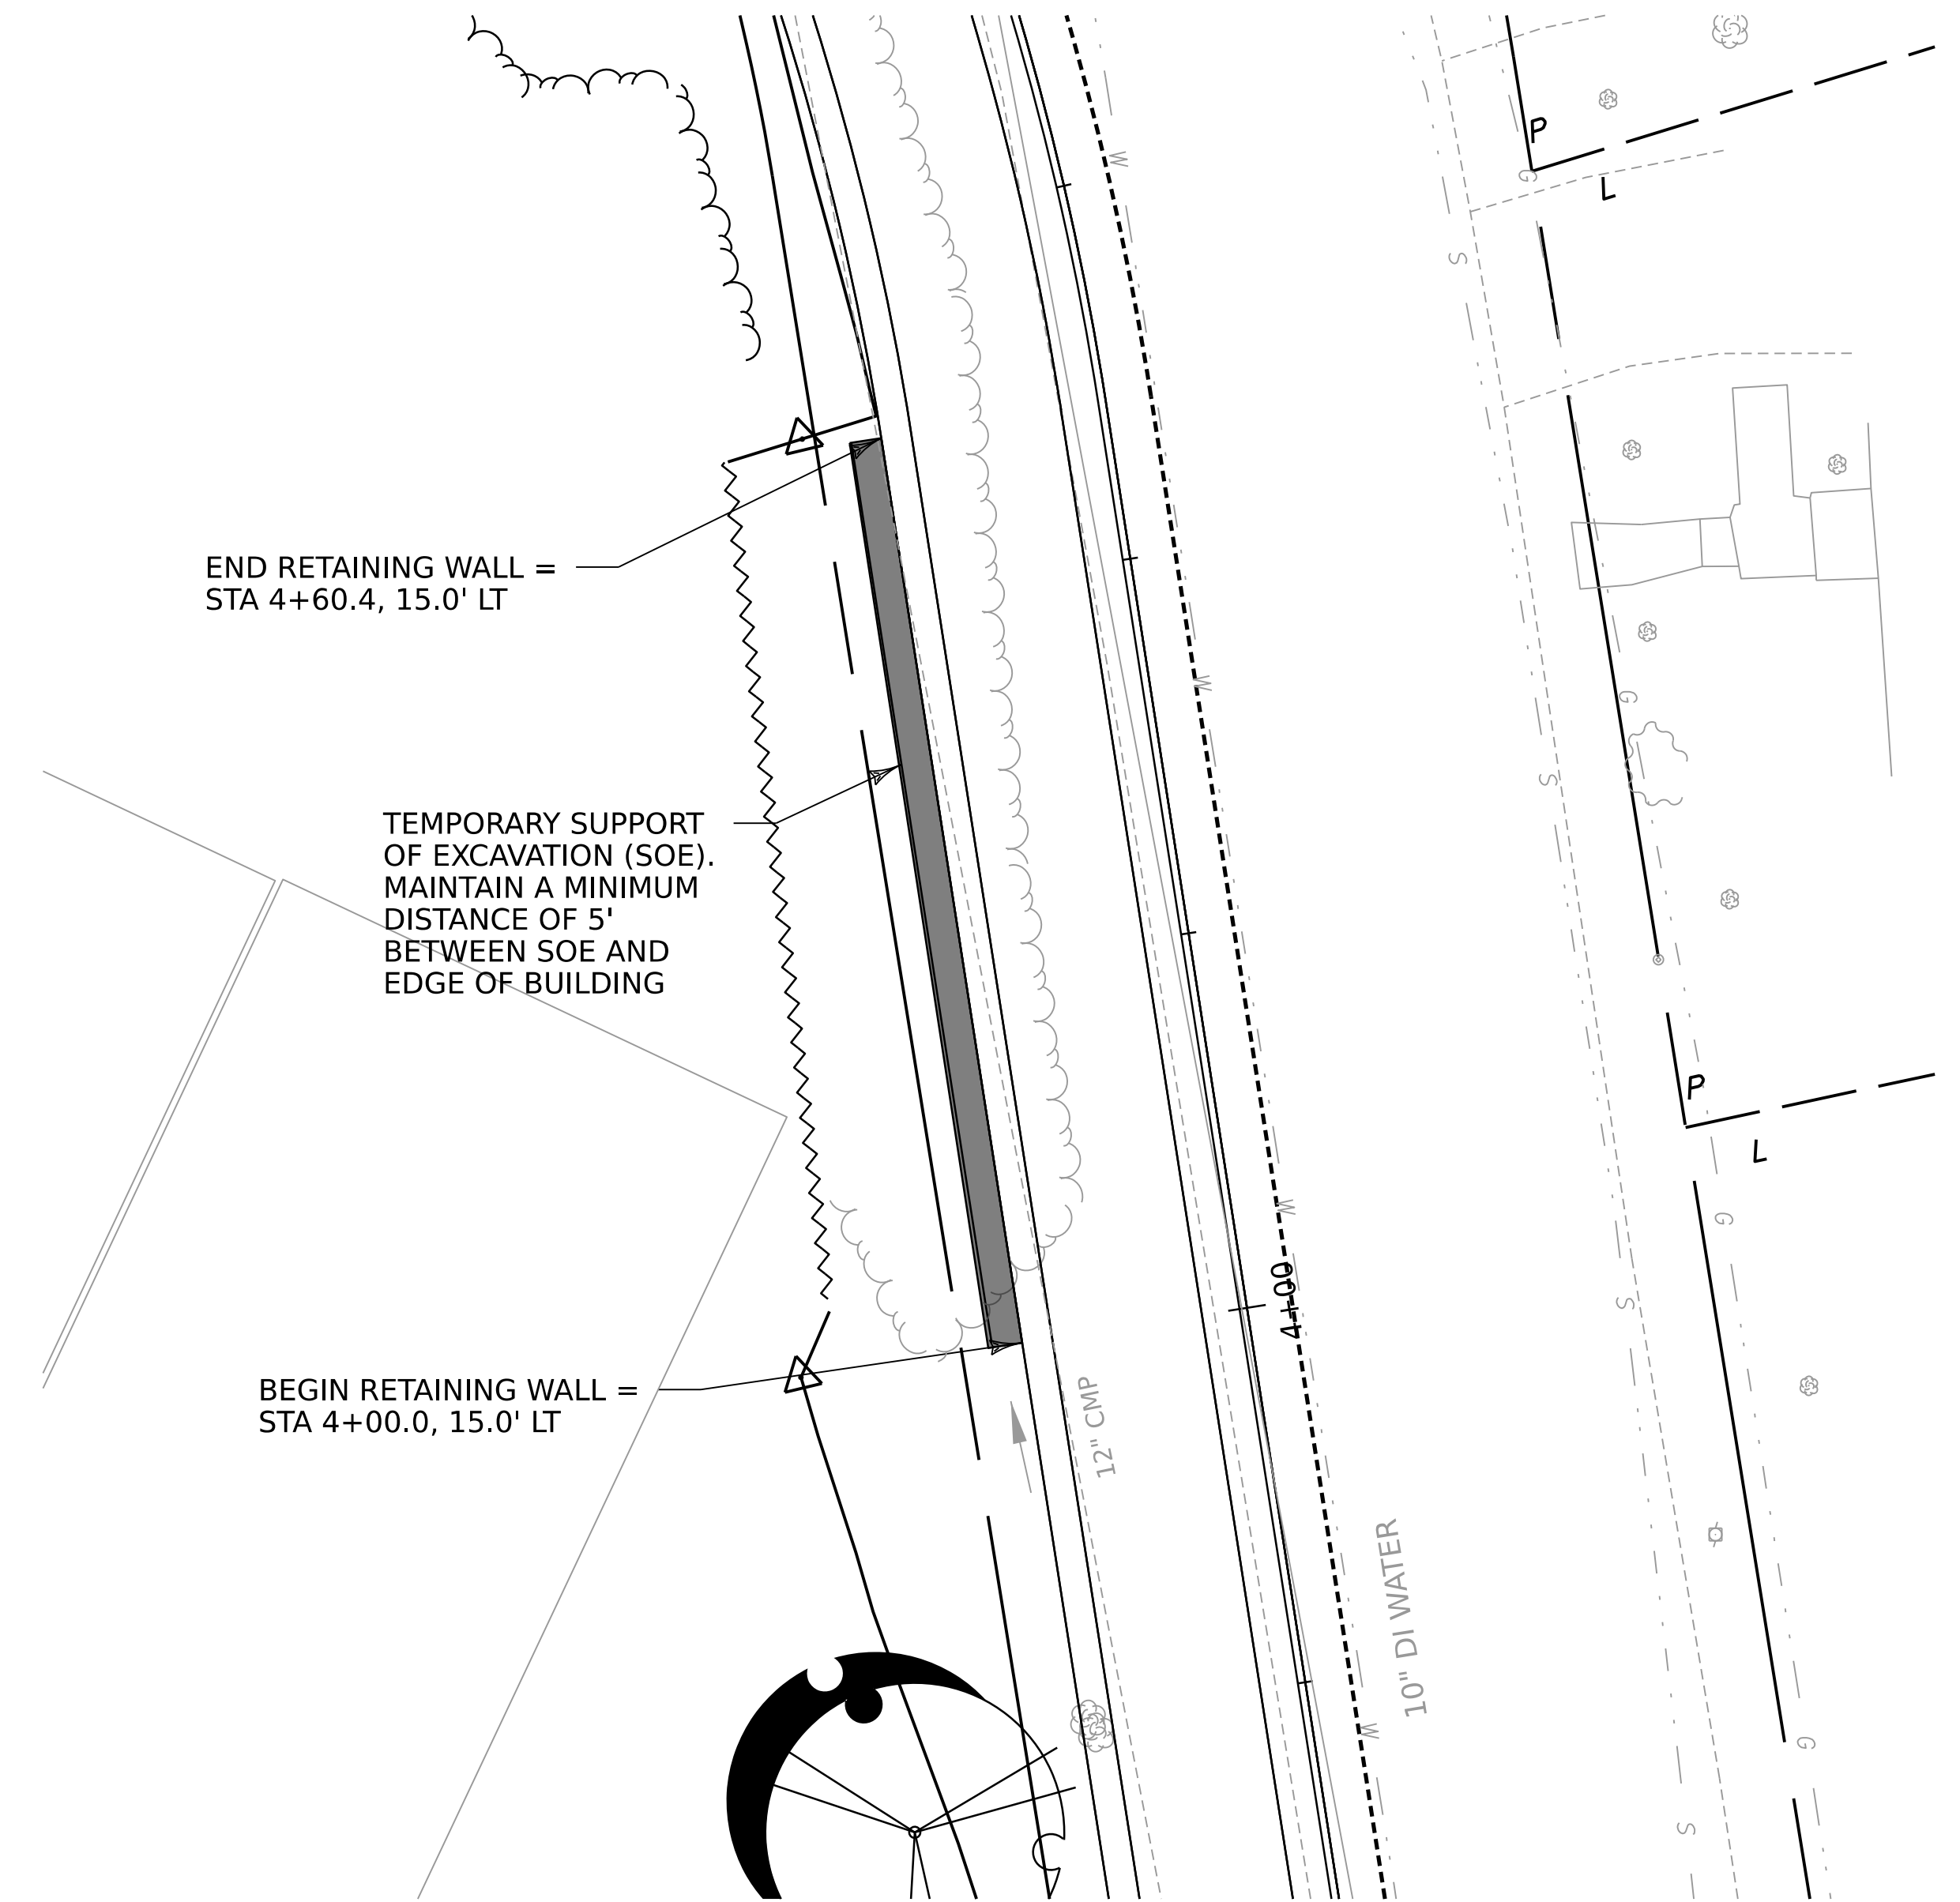 P
L
W
G
S
END RETAINING WALL =
STA 4+60.4, 15.0' LT
W
G
S
TEMPORARY SUPPORT
OF EXCAVATION (SOE).
MAINTAIN A MINIMUM
DISTANCE OF 5'
BETWEEN SOE AND
EDGE OF BUILDING
P
L
W
G
4+00
S
BEGIN RETAINING WALL =
STA 4+00.0, 15.0' LT
12" CMP
10" DI WATER
W
G
S